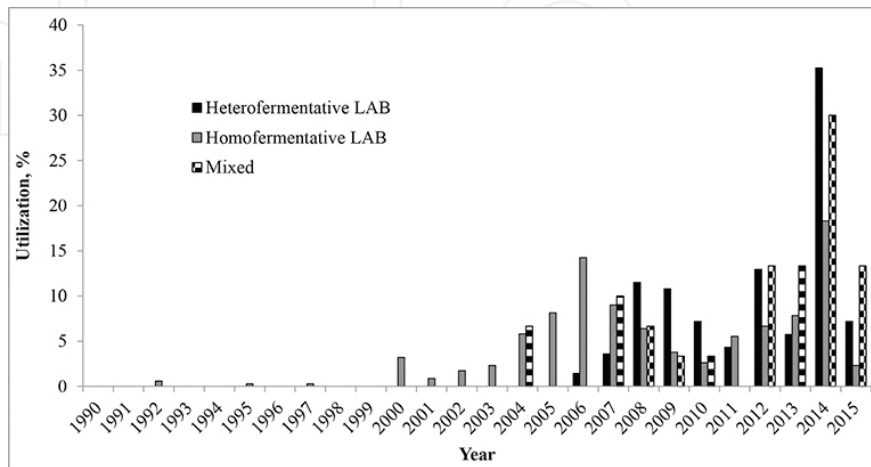 40
35
30
25
20
15
10
5
0
Utilization, %
Heterofermentative LAB
Homofermentative LAB
Mixed
1990 1991 1992 1993 1994 1995 1996 1997 1998 1999 2000 2001 2002 2003 2004 2005 2006 2007 2008 2009 2010 2011 2012 2013 2014 2015
Year